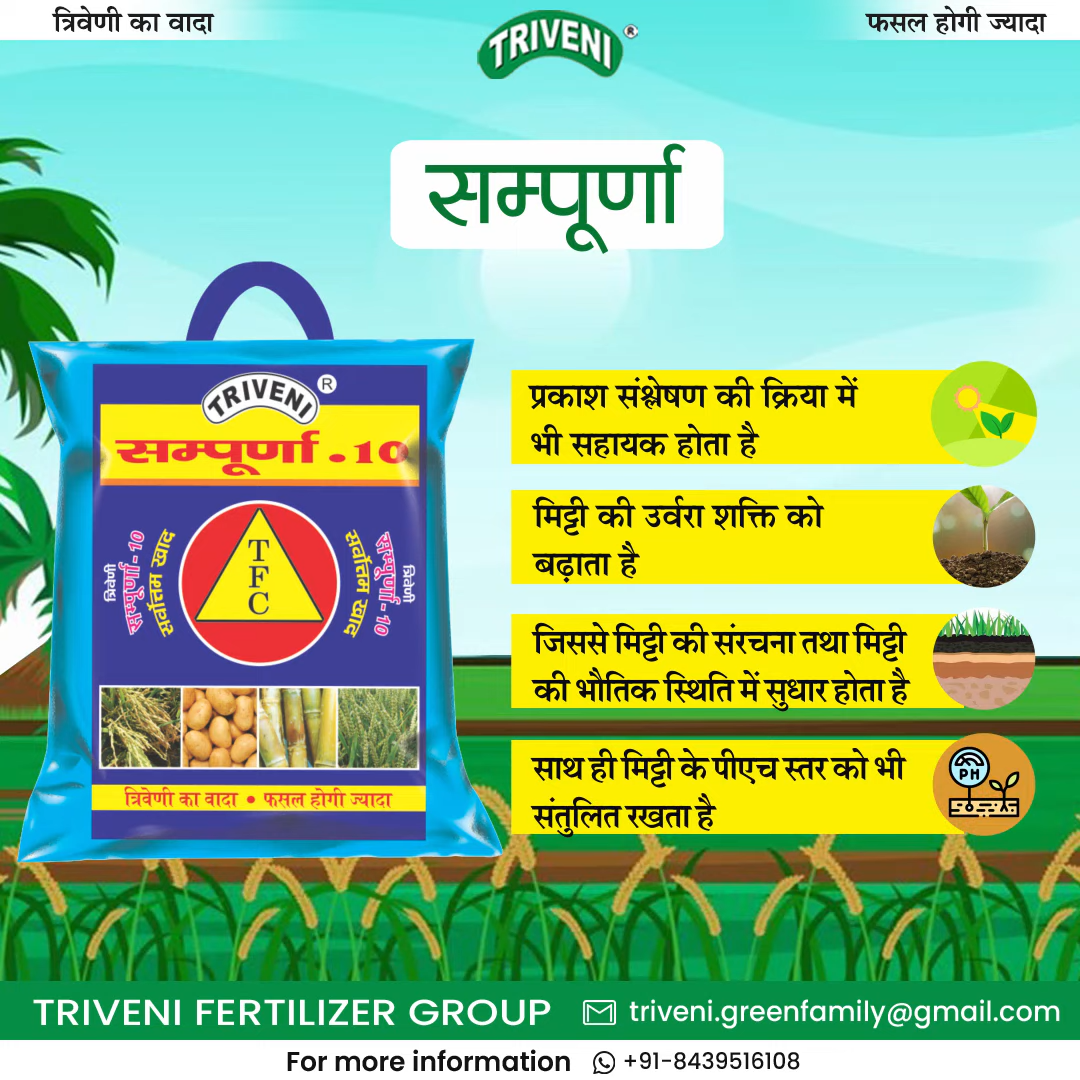 त्रिवेणी का वादा
फसल होगी ज्यादा
TRIVENI ®
सम्पूर्णा
TRIVENI ®
सम्पूर्णा .10
त्रिवेणी
सम्पूर्णा - 10
सर्वोत्तम खाद
T
F
C
सर्वोत्तम खाद
सम्पूर्णा - 10
त्रिवेणी
त्रिवेणी का वादा • फसल होगी ज्यादा
प्रकाश संश्लेषण की क्रिया में
भी सहायक होता है
मिट्टी की उर्वरा शक्ति को
बढ़ाता है
जिससे मिट्टी की संरचना तथा मिट्टी
की भौतिक स्थिति में सुधार होता है
साथ ही मिट्टी के पीएच स्तर को भी
संतुलित रखता है
PH
TRIVENI FERTILIZER GROUP
triveni.greenfamily@gmail.com
For more information +91-8439516108